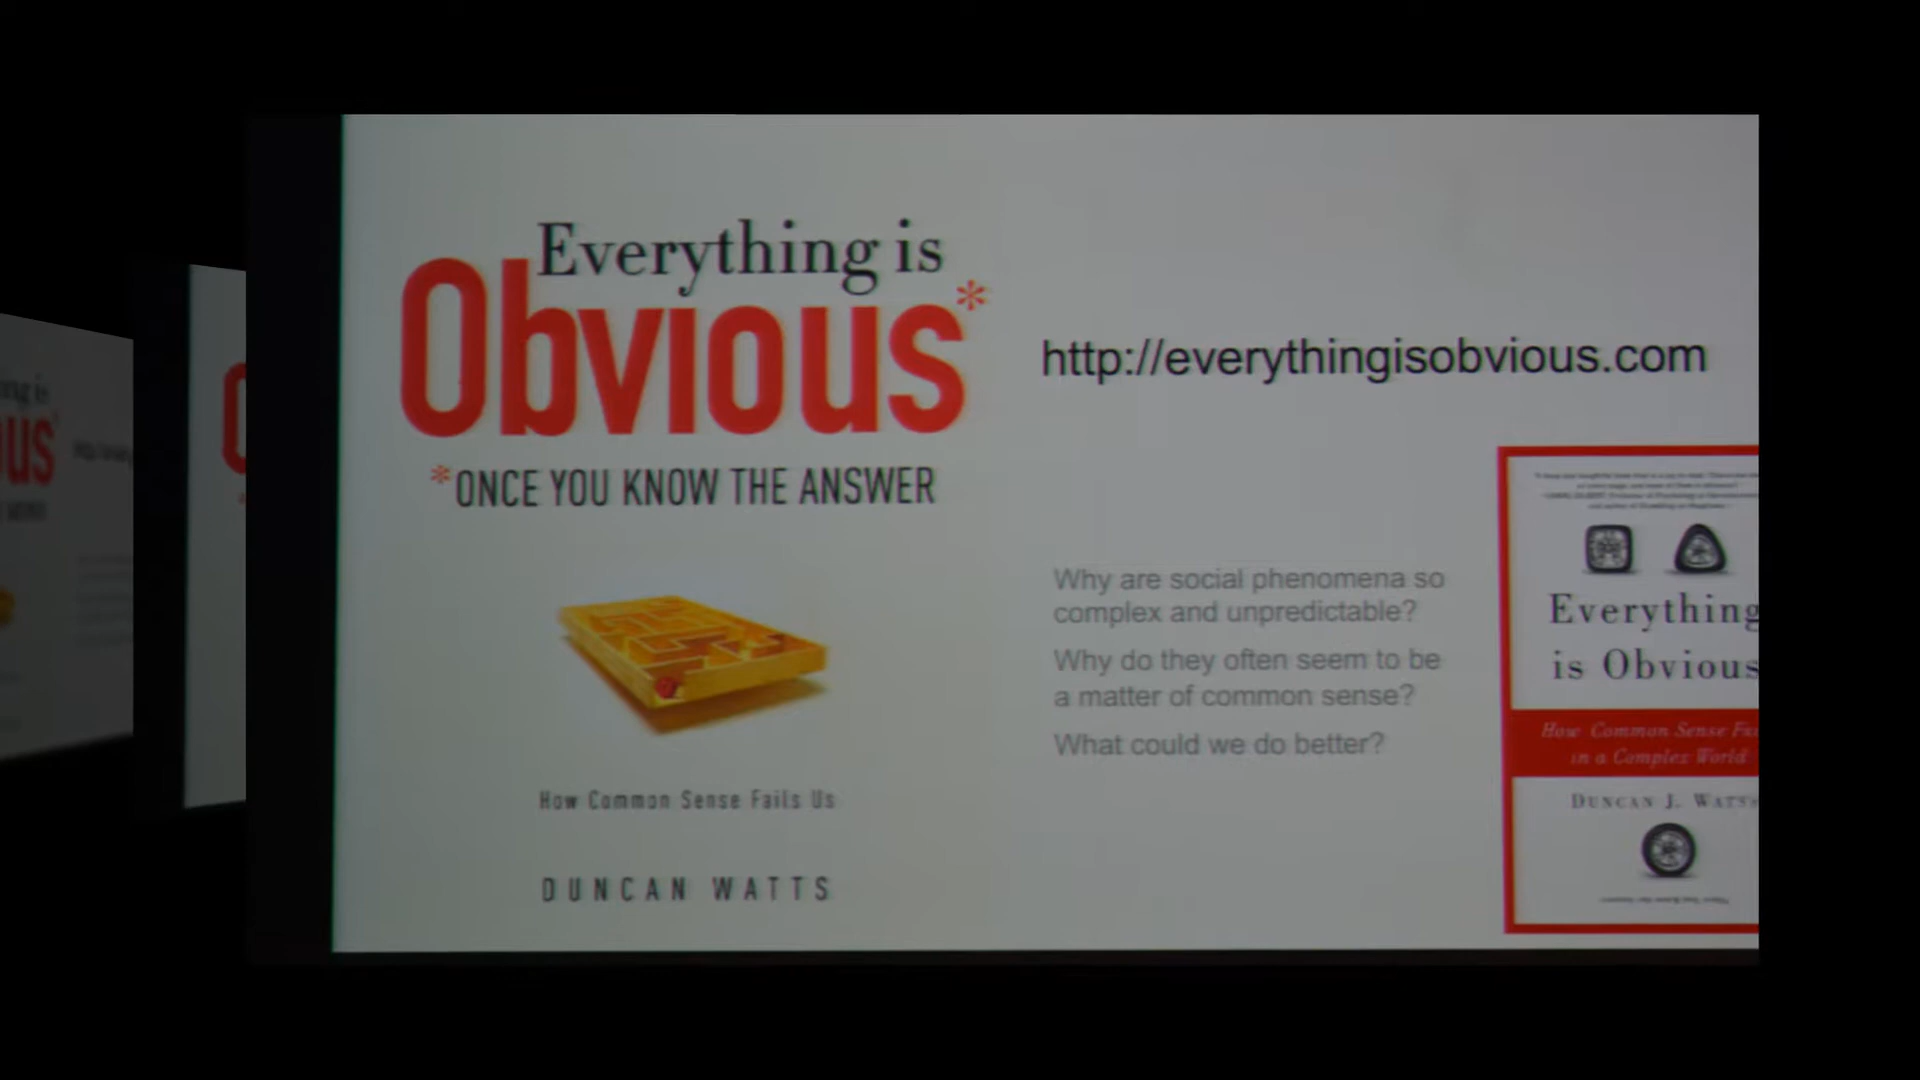 Everything is
Obvious*
*ONCE YOU KNOW THE ANSWER
How Common Sense Fails Us
DUNCAN WATTS
http://everythingisobvious.com
Why are social phenomena so
complex and unpredictable?
Why do they often seem to be
a matter of common sense?
What could we do better?
Everything
is Obvious
How Common Sense
in a Complex World
DUNCAN J. WATTS
ous